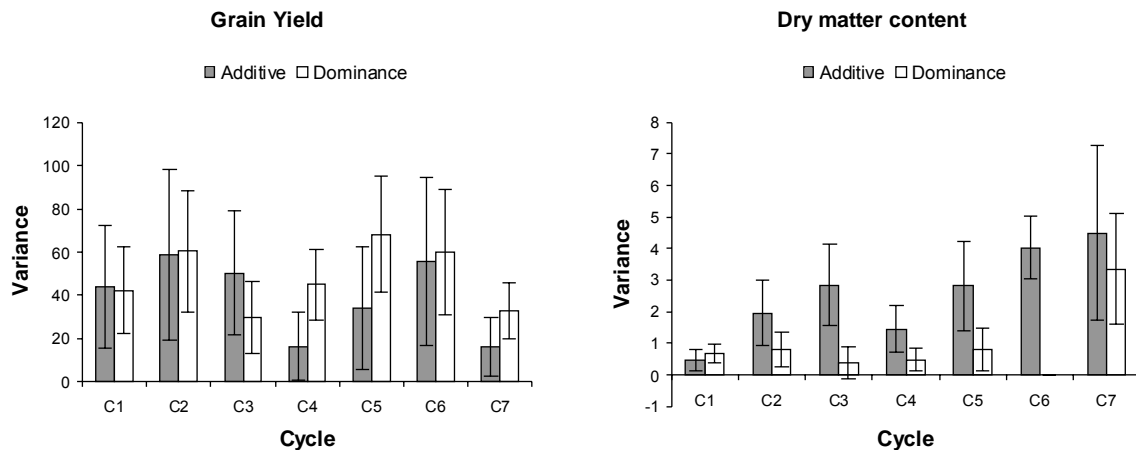 Grain Yield
Additive Dominance
120
100
80
60
40
20
0
Variance
C1 C2 C3 C4 C5 C6 C7
Cycle
Dry matter content
Additive Dominance
8
7
6
5
4
3
2
1
0
-1
Variance
C1 C2 C3 C4 C5 C6 C7
Cycle